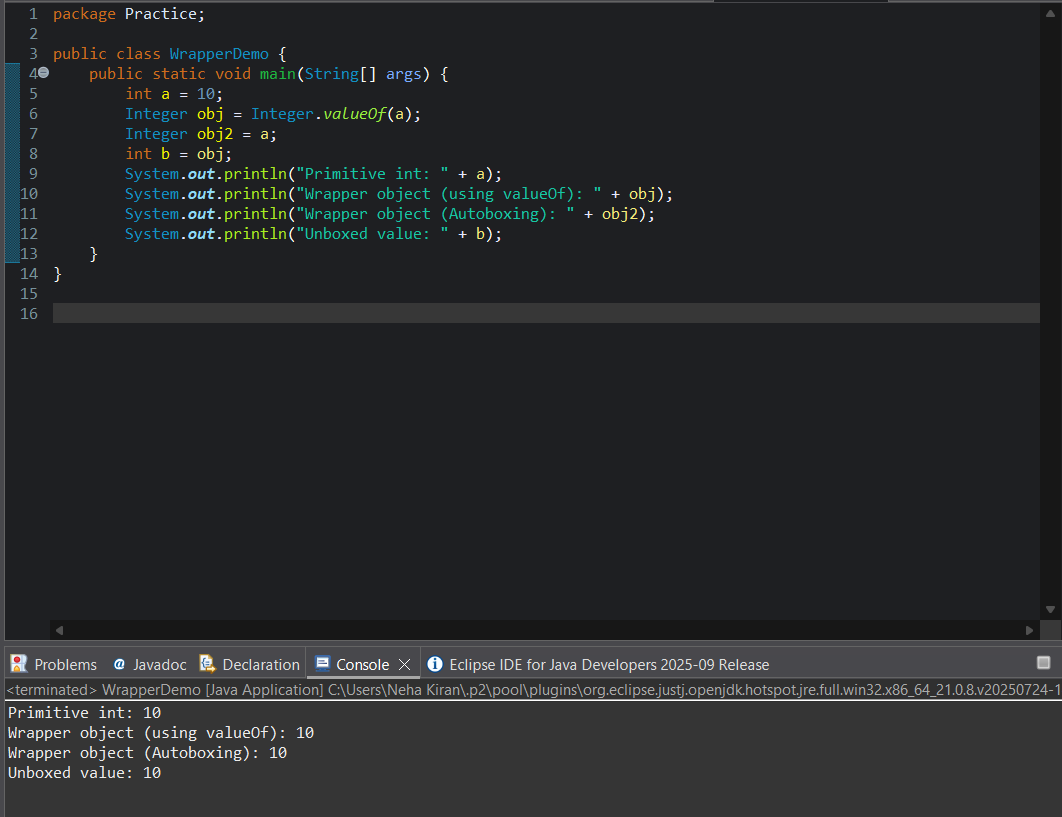 1 package Practice;
2
3 public class WrapperDemo {
4 public static void main(String[] args) {
5 int a = 10;
6 Integer obj = Integer.valueOf(a);
7 Integer obj2 = a;
8 int b = obj;
9 System.out.println("Primitive int: " + a);
10 System.out.println("Wrapper object (using valueOf): " + obj);
11 System.out.println("Wrapper object (Autoboxing): " + obj2);
12 System.out.println("Unboxed value: " + b);
13 }
14 }
15
16
Problems @ Javadoc Declaration Console Eclipse IDE for Java Developers 2025-09 Release
<terminated> WrapperDemo [Java Application] C:\Users\Neha Kiran\.p2\pool\plugins\org.eclipse.justj.openjdk.hotspot.jre.full.win32.x86_64_21.0.8.v20250724-1
Primitive int: 10
Wrapper object (using valueOf): 10
Wrapper object (Autoboxing): 10
Unboxed value: 10